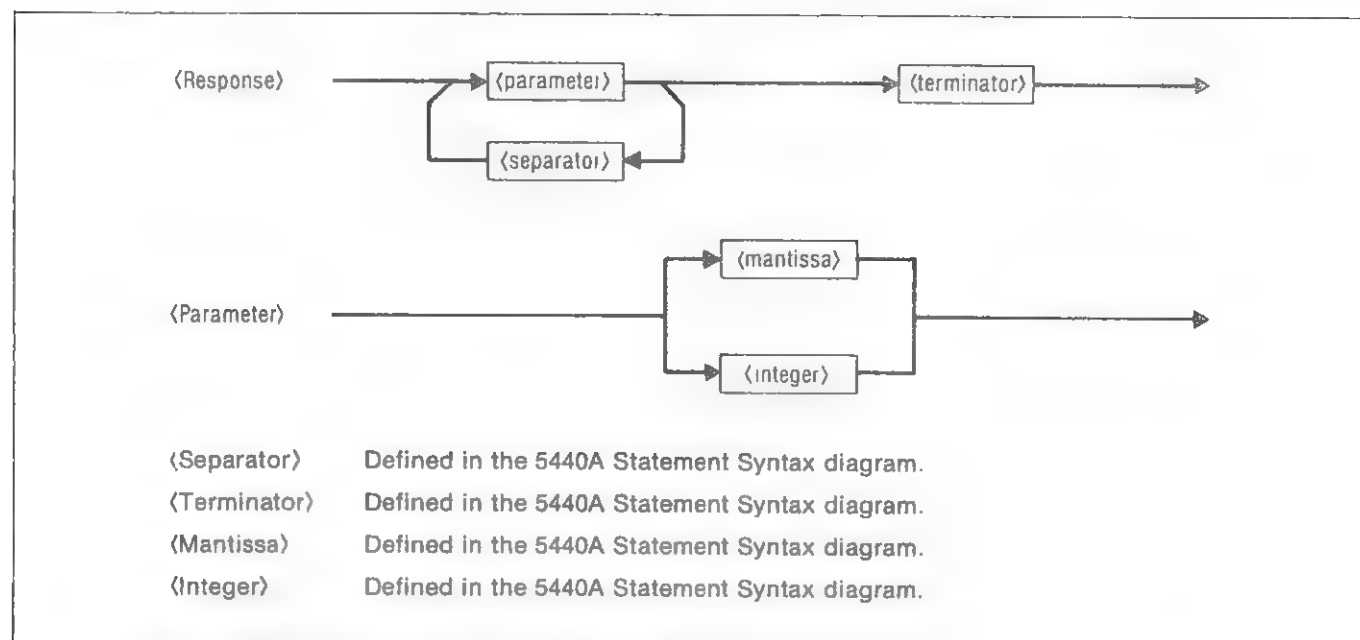 ⟨Response⟩ ⟨parameter⟩ ⟨terminator⟩
⟨separator⟩
⟨mantissa⟩
⟨Parameter⟩
⟨integer⟩
⟨Separator⟩ Defined in the 5440A Statement Syntax diagram.
⟨Terminator⟩ Defined in the 5440A Statement Syntax diagram.
⟨Mantissa⟩ Defined in the 5440A Statement Syntax diagram.
⟨Integer⟩ Defined in the 5440A Statement Syntax diagram.